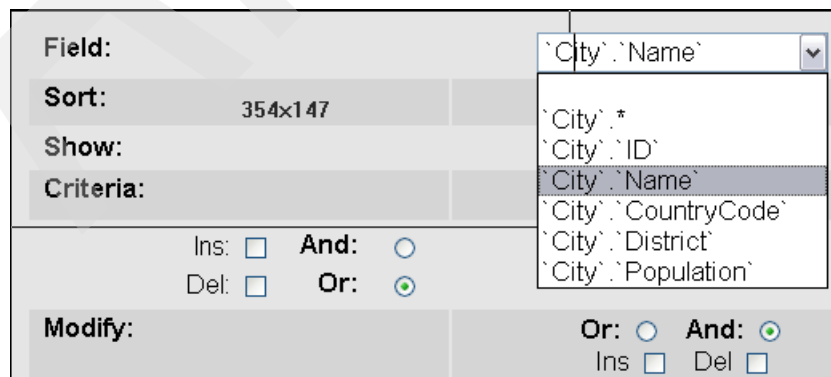 Field: `City`.`Name`
Sort: 354x147
`City`.*
Show: `City`.`ID`
Criteria: `City`.`Name`
`City`.`CountryCode`
Ins: And: `City`.`District`
Del: Or: `City`.`Population`
Modify: Or: And:
Ins Del